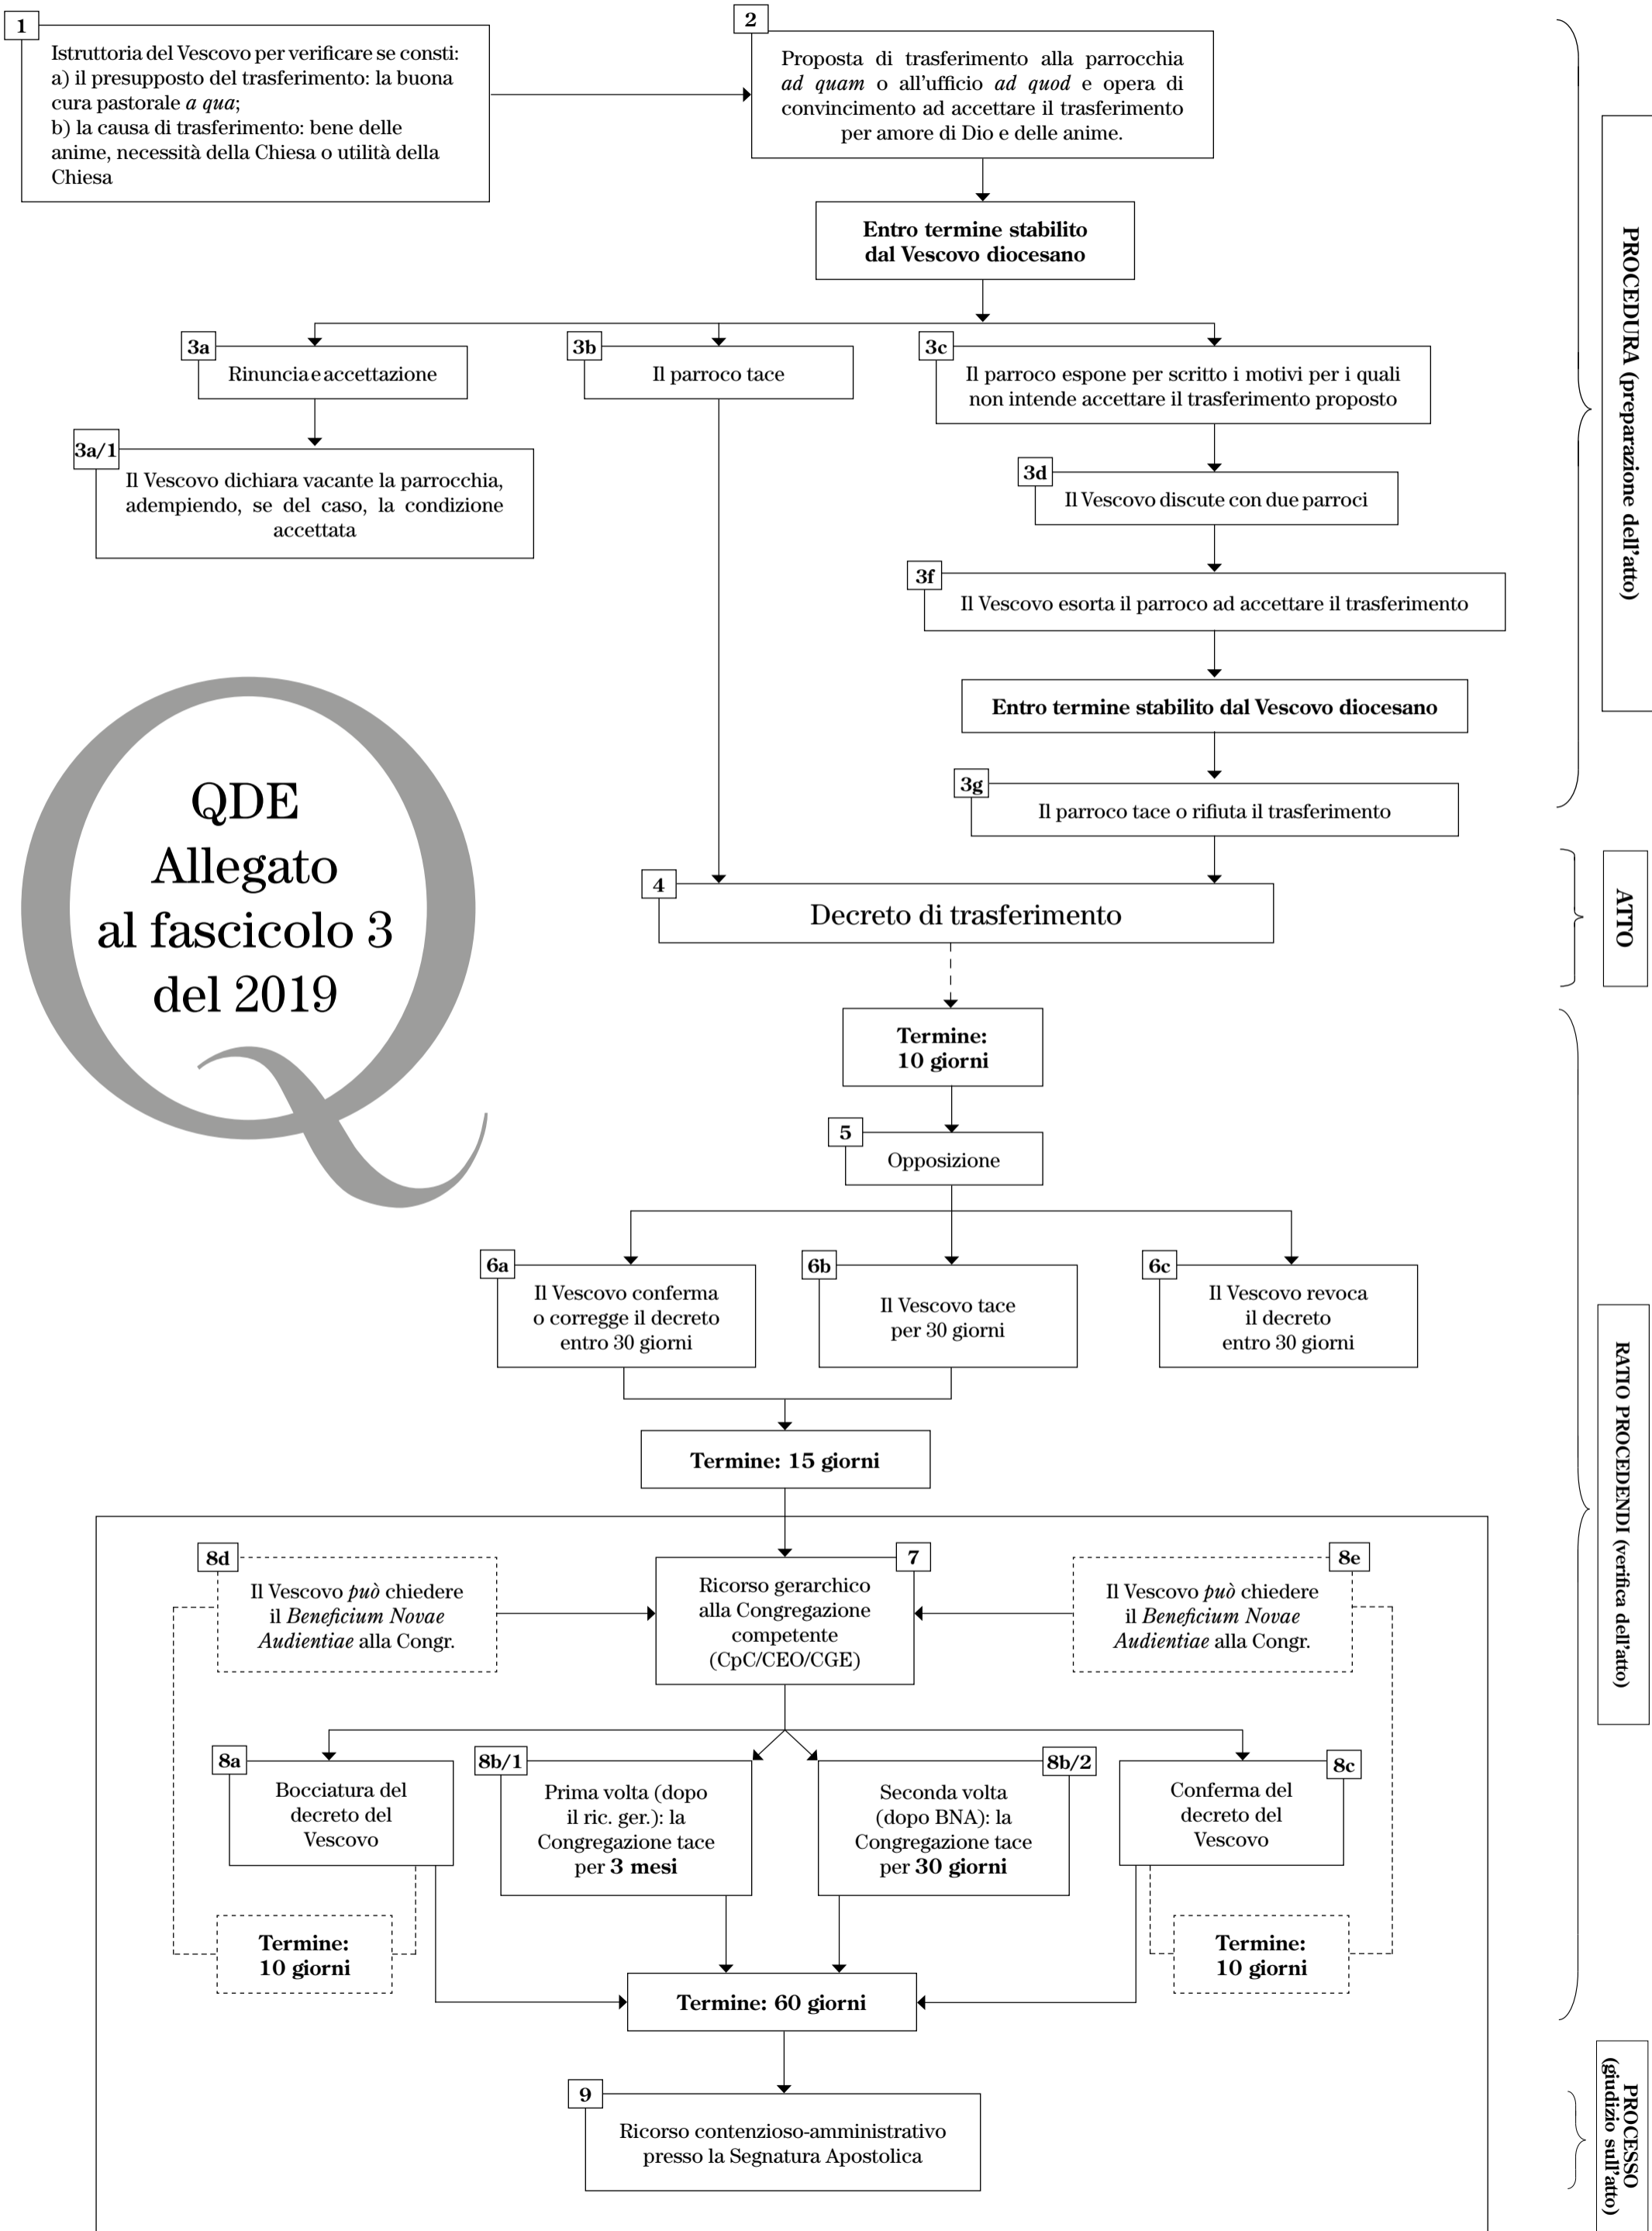 1
Istruttoria del Vescovo per verificare se consti:
a) il presupposto del trasferimento: la buona
cura pastorale a qua;
b) la causa di trasferimento: bene delle
anime, necessità della Chiesa o utilità della
Chiesa
2
Proposta di trasferimento alla parrocchia
ad quam o all'ufficio ad quod e opera di
convincimento ad accettare il trasferimento
per amore di Dio e delle anime.
Entro termine stabilito
dal Vescovo diocesano
3a
Rinuncia e accettazione
3b
Il parroco tace
3c
Il parroco espone per scritto i motivi per i quali
non intende accettare il trasferimento proposto
3a/1
Il Vescovo dichiara vacante la parrocchia,
adempiendo, se del caso, la condizione
accettata
3d
Il Vescovo discute con due parroci
3f
Il Vescovo esorta il parroco ad accettare il trasferimento
Entro termine stabilito dal Vescovo diocesano
3g
Il parroco tace o rifiuta il trasferimento
PROCEDURA (preparazione dell'atto)
QDE
Allegato
al fascicolo 3
del 2019
4
Decreto di trasferimento
ATTO
Termine:
10 giorni
5
Opposizione
6a
Il Vescovo conferma
o corregge il decreto
entro 30 giorni
6b
Il Vescovo tace
per 30 giorni
6c
Il Vescovo revoca
il decreto
entro 30 giorni
Termine: 15 giorni
8d
Il Vescovo può chiedere
il Beneficium Novae
Audientiae alla Congr.
7
Ricorso gerarchico
alla Congregazione
competente
(CpC/CEO/CGE)
8e
Il Vescovo può chiedere
il Beneficium Novae
Audientiae alla Congr.
8a
Bocciatura del
decreto del
Vescovo
8b/1
Prima volta (dopo
il ric. ger.): la
Congregazione tace
per 3 mesi
8b/2
Seconda volta
(dopo BNA): la
Congregazione tace
per 30 giorni
8c
Conferma del
decreto del
Vescovo
Termine:
10 giorni
Termine:
10 giorni
Termine: 60 giorni
RATIO PROCEDENDI (verifica dell'atto)
9
Ricorso contenzioso-amministrativo
presso la Segnatura Apostolica
PROCESSO
(giudizio sull'atto)